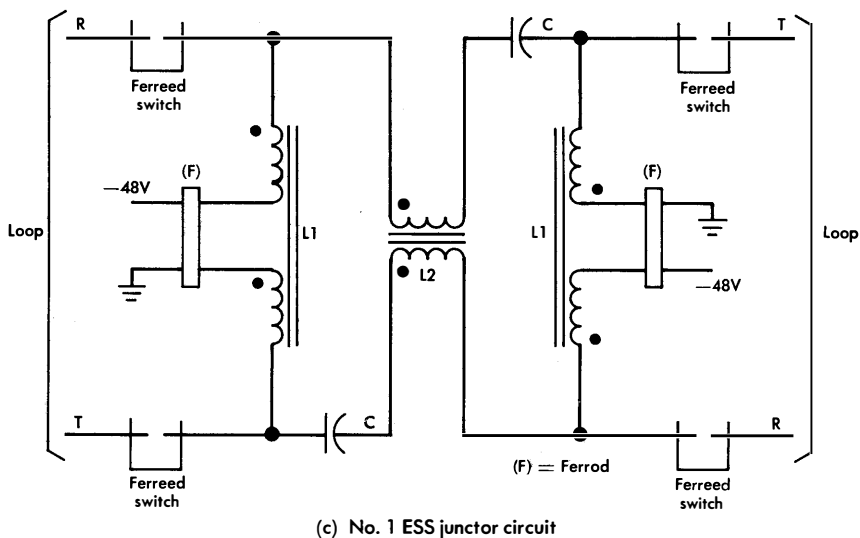 R
C
T
Ferreed
switch
Ferreed
switch
(F)
(F)
—48V
Loop
L1
L1
Loop
L2
—48V
T
C
R
Ferreed
switch
(F) = Ferrod
Ferreed
switch
(c) No. 1 ESS junctor circuit